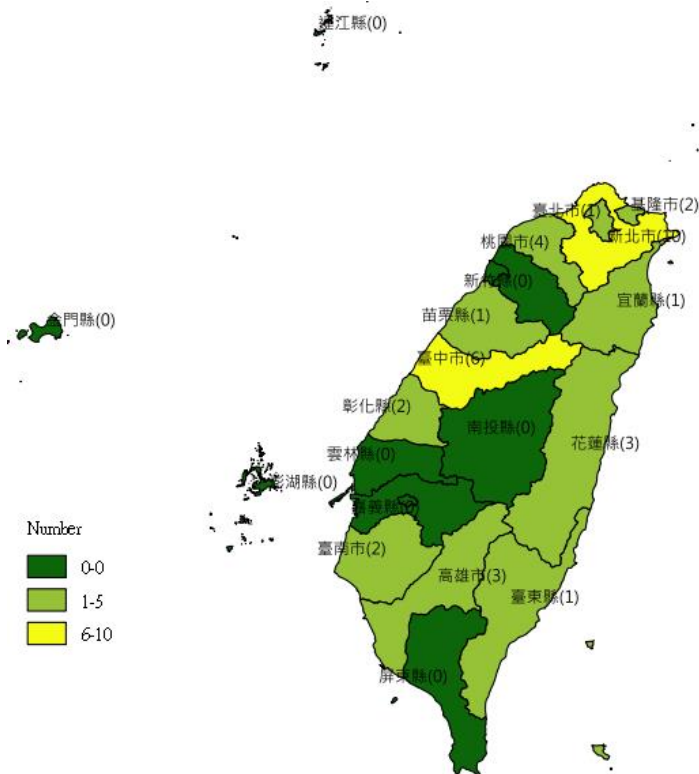 連江縣(0)
基隆市(2)
臺北市(1)
新北市(10)
桃園市(4)
新竹縣(0)
宜蘭縣(1)
苗栗縣(1)
金門縣(0)
臺中市(6)
彰化縣(2)
南投縣(0)
花蓮縣(3)
雲林縣(0)
澎湖縣(0)
嘉義縣(0)
Number
0-0
1-5
6-10
臺南市(2)
高雄市(3)
臺東縣(1)
屏東縣(0)